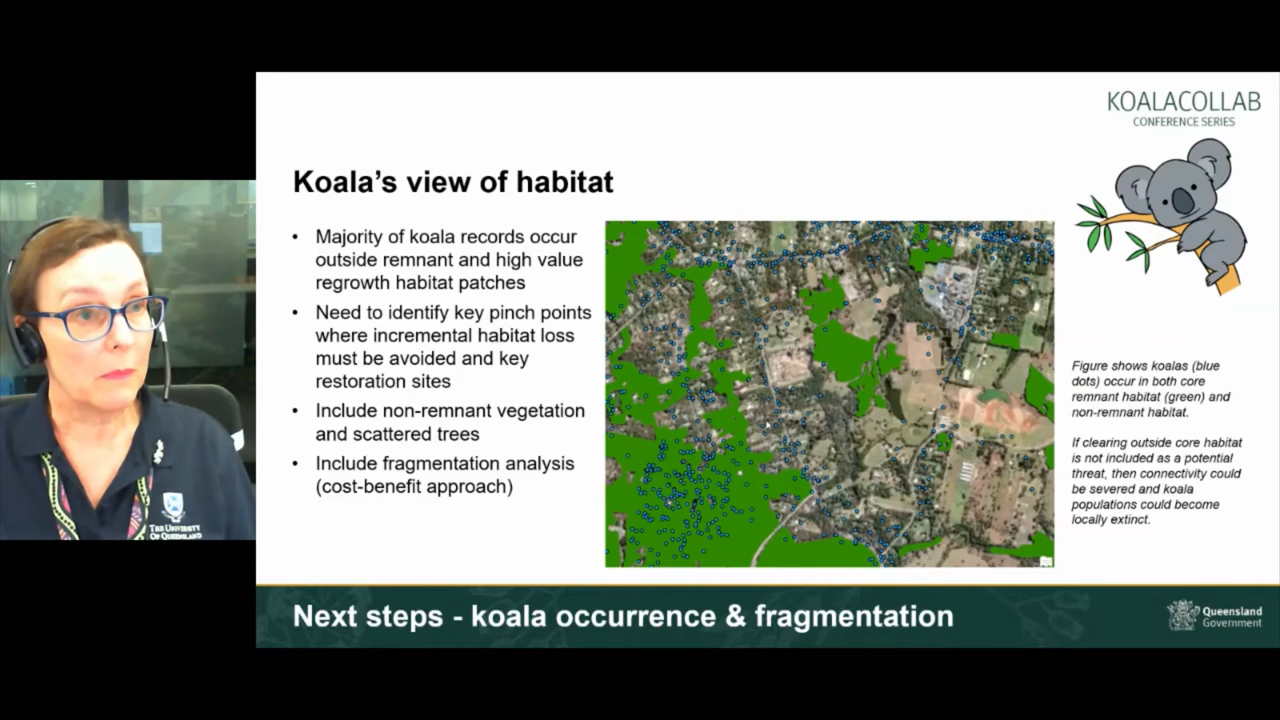 KOALACOLLAB
CONFERENCE SERIES
Koala's view of habitat
• Majority of koala records occur
outside remnant and high value
regrowth habitat patches
• Need to identify key pinch points
where incremental habitat loss
must be avoided and key
restoration sites
• Include non-remnant vegetation
and scattered trees
• Include fragmentation analysis
(cost-benefit approach)
Figure shows koalas (blue
dots) occur in both core
remnant habitat (green) and
non-remnant habitat.
If clearing outside core habitat
is not included as a potential
threat, then connectivity could
be severed and koala
populations could become
locally extinct.
THE UNIVERSITY
OF QUEENSLAND
Next steps - koala occurrence & fragmentation
Queensland
Government